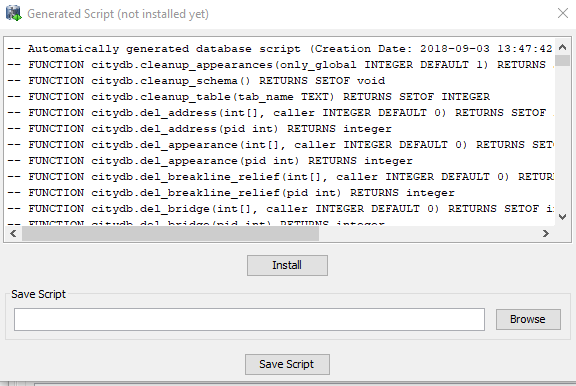 Generated Script (not installed yet)
-- Automatically generated database script (Creation Date: 2018-09-03 13:47:42
-- FUNCTION citydb.cleanup_appearances(only_global INTEGER DEFAULT 1) RETURNS
-- FUNCTION citydb.cleanup_schema() RETURNS SETOF void
-- FUNCTION citydb.cleanup_table(tab_name TEXT) RETURNS SETOF INTEGER
-- FUNCTION citydb.del_address(int[], caller INTEGER DEFAULT 0) RETURNS SETOF
-- FUNCTION citydb.del_address(pid int) RETURNS integer
-- FUNCTION citydb.del_appearance(int[], caller INTEGER DEFAULT 0) RETURNS SET
-- FUNCTION citydb.del_appearance(pid int) RETURNS integer
-- FUNCTION citydb.del_breakline_relief(int[], caller INTEGER DEFAULT 0) RETURN
-- FUNCTION citydb.del_breakline_relief(pid int) RETURNS integer
-- FUNCTION citydb.del_bridge(int[], caller INTEGER DEFAULT 0) RETURNS SETOF i
-- FUNCTION citydb.del_bridge(pid int) RETURNS integer
Install
Save Script
Browse
Save Script